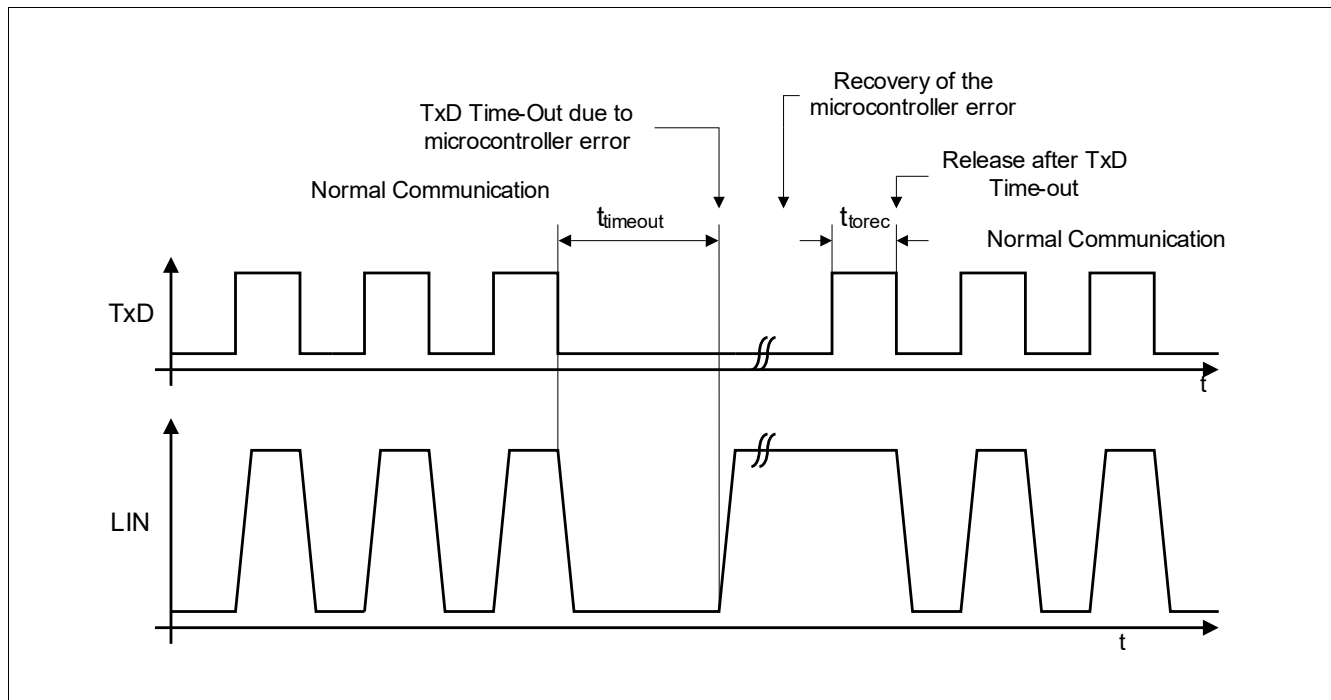 Recovery of the
microcontroller error
TxD Time-Out due to
microcontroller error
Release after TxD
Time-out
Normal Communication
ttimeout
ttorec
Normal Communication
TxD
t
LIN
t